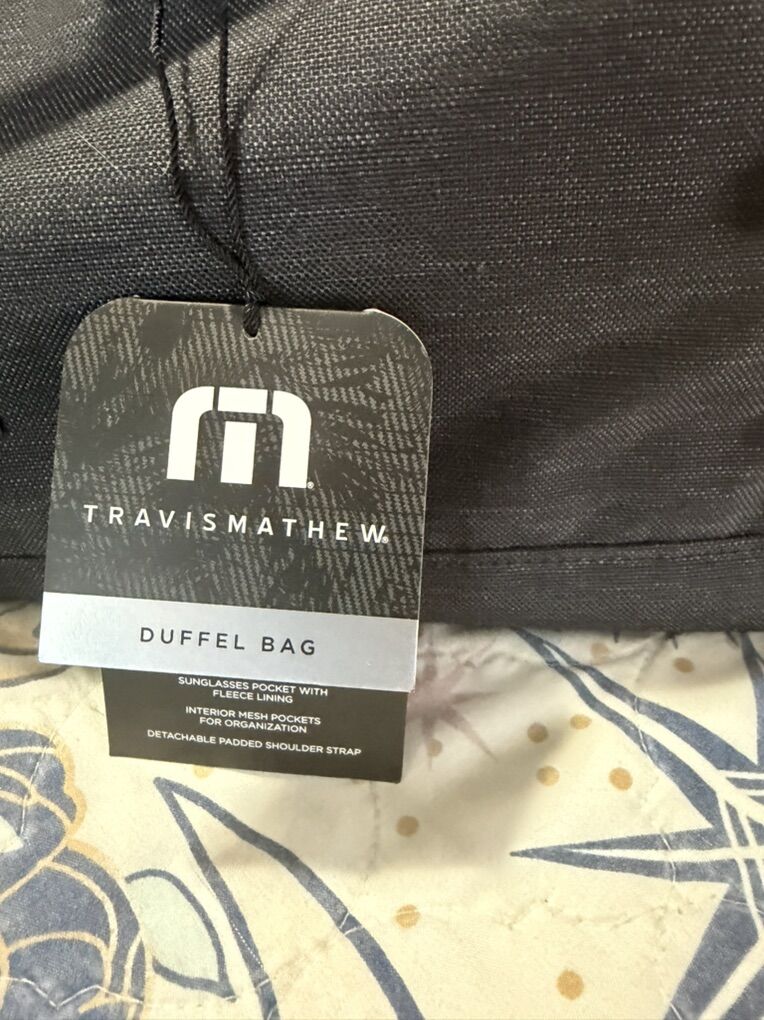 TRAVISMATHEW®
DUFFEL BAG
SUNGLASSES POCKET WITH
FLEECE LINING
INTERIOR MESH POCKETS
FOR ORGANIZATION
DETACHABLE PADDED SHOULDER STRAP